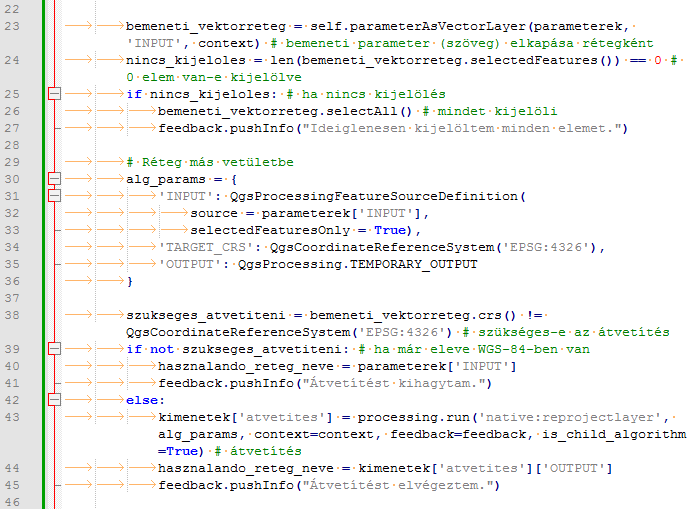 22
23 bemeneti_vektorreteg = self.parameterAsVectorLayer(parameterek,
'INPUT', context) # bemeneti parameter (szöveg) elkapása rétegként
24 nincs_kijeloles = len(bemeneti_vektorreteg.selectedFeatures()) == 0 #
0 elem van-e kijelölve
25 if nincs_kijeloles: # ha nincs kijelölés
26 bemeneti_vektorreteg.selectAll() # mindet kijelöli
27 feedback.pushInfo("Ideiglenesen kijelöltem minden elemet.")
28
29 # Réteg más vetületbe
30 alg_params = {
31 'INPUT': QgsProcessingFeatureSourceDefinition(
32 source = parameterek['INPUT'],
33 selectedFeaturesOnly = True),
34 'TARGET_CRS': QgsCoordinateReferenceSystem('EPSG:4326'),
35 'OUTPUT': QgsProcessing.TEMPORARY_OUTPUT
36 }
37
38 szukseges_atvetiteni = bemeneti_vektorreteg.crs() !=
QgsCoordinateReferenceSystem('EPSG:4326') # szükséges-e az átvetítés
39 if not szukseges_atvetiteni: # ha már eleve WGS-84-ben van
40 hasznalando_reteg_neve = parameterek['INPUT']
41 feedback.pushInfo("Átvetítést kihagytam.")
42 else:
43 kimenetek['atvetites'] = processing.run('native:reprojectlayer',
alg_params, context=context, feedback=feedback, is_child_algorithm
=True) # átvetítés
44 hasznalando_reteg_neve = kimenetek['atvetites']['OUTPUT']
45 feedback.pushInfo("Átvetítést elvégeztem.")
46